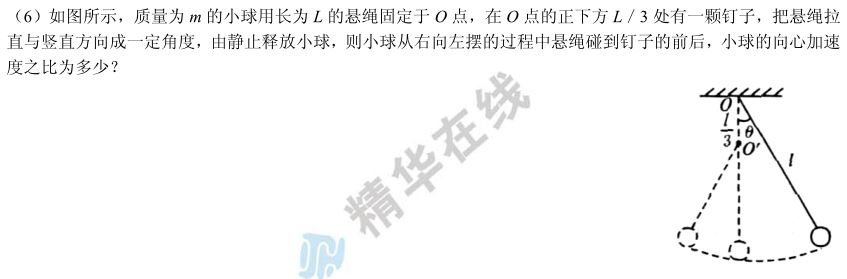 （6）如图所示，质量为 m 的小球用长为 L 的悬绳固定于 O 点，在 O 点的正下方 L / 3 处有一颗钉子，把悬绳拉
直与竖直方向成一定角度，由静止释放小球，则小球从右向左摆的过程中悬绳碰到钉子的前后，小球的向心加速
度之比为多少？
精华在线
O
l/3
θ
O'
l